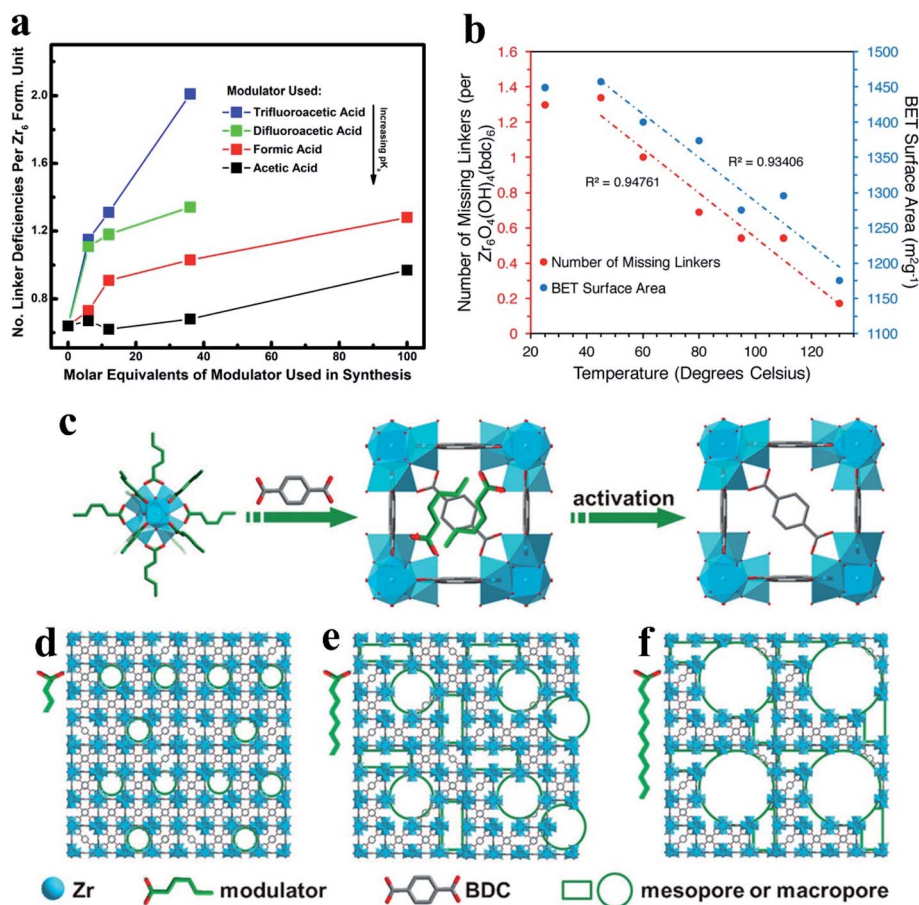 a
No. Linker Deficiencies Per Zr6 Form. Unit
2.0
1.6
1.2
0.8
Modulator Used:
Trifluoroacetic Acid
Difluoroacetic Acid
Formic Acid
Acetic Acid
Increasing pKa
0 20 40 60 80 100
Molar Equivalents of Modulator Used in Synthesis
b
Number of Missing Linkers (per
Zr6O4(OH)4(bdc)6)
1.6
1.4
1.2
1
0.8
0.6
0.4
0.2
0
R² = 0.94761
R² = 0.93406
Number of Missing Linkers
BET Surface Area
1500
1450
1400
1350
1300
1250
1200
1150
1100
BET Surface Area (m²g-¹)
20 40 60 80 100 120
Temperature (Degrees Celsius)
c
activation
d
e
f
Zr
modulator
BDC
mesopore or macropore